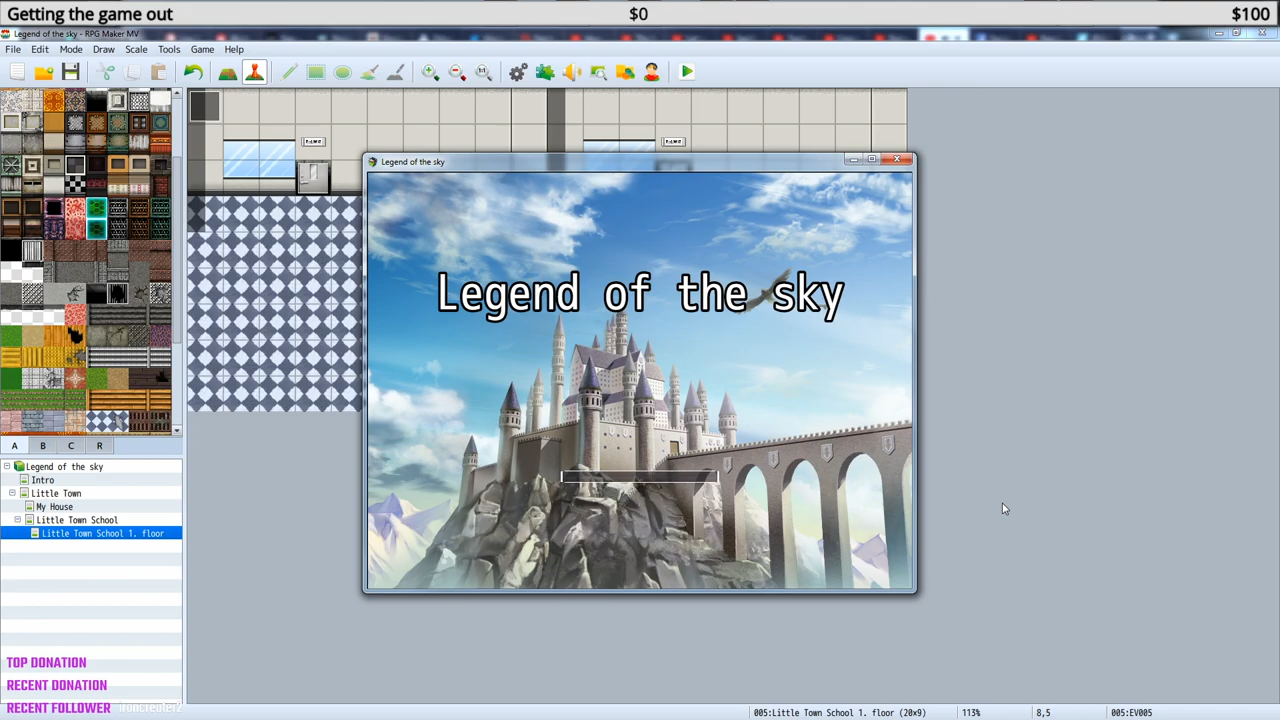 Getting the game out $0 $100
Legend of the sky - RPG Maker MV
File Edit Mode Draw Scale Tools Game Help
Legend of the sky
Legend of the sky
A B C R
Legend of the sky
Intro
Little Town
My House
Little Town School
Little Town School 1. floor
TOP DONATION
RECENT DONATION
RECENT FOLLOWER
005:Little Town School 1. floor (20x9) 113% 8,5 005:EV005